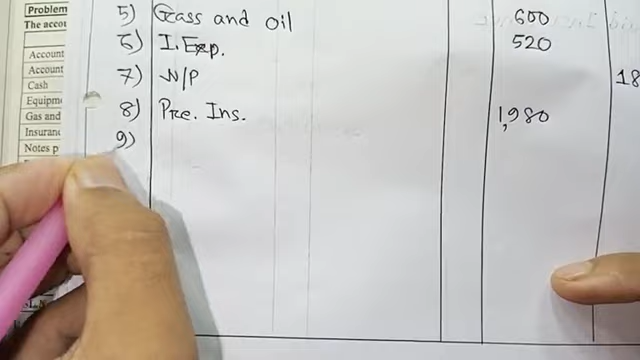 Problem
The accou
Account
Account
Cash
Equipm
Gas and
Insuran
Notes p
5) Gass and oil 600
6) I. Exp. 520
7) N/P 18
8) Pre. Ins. 1,980
9)